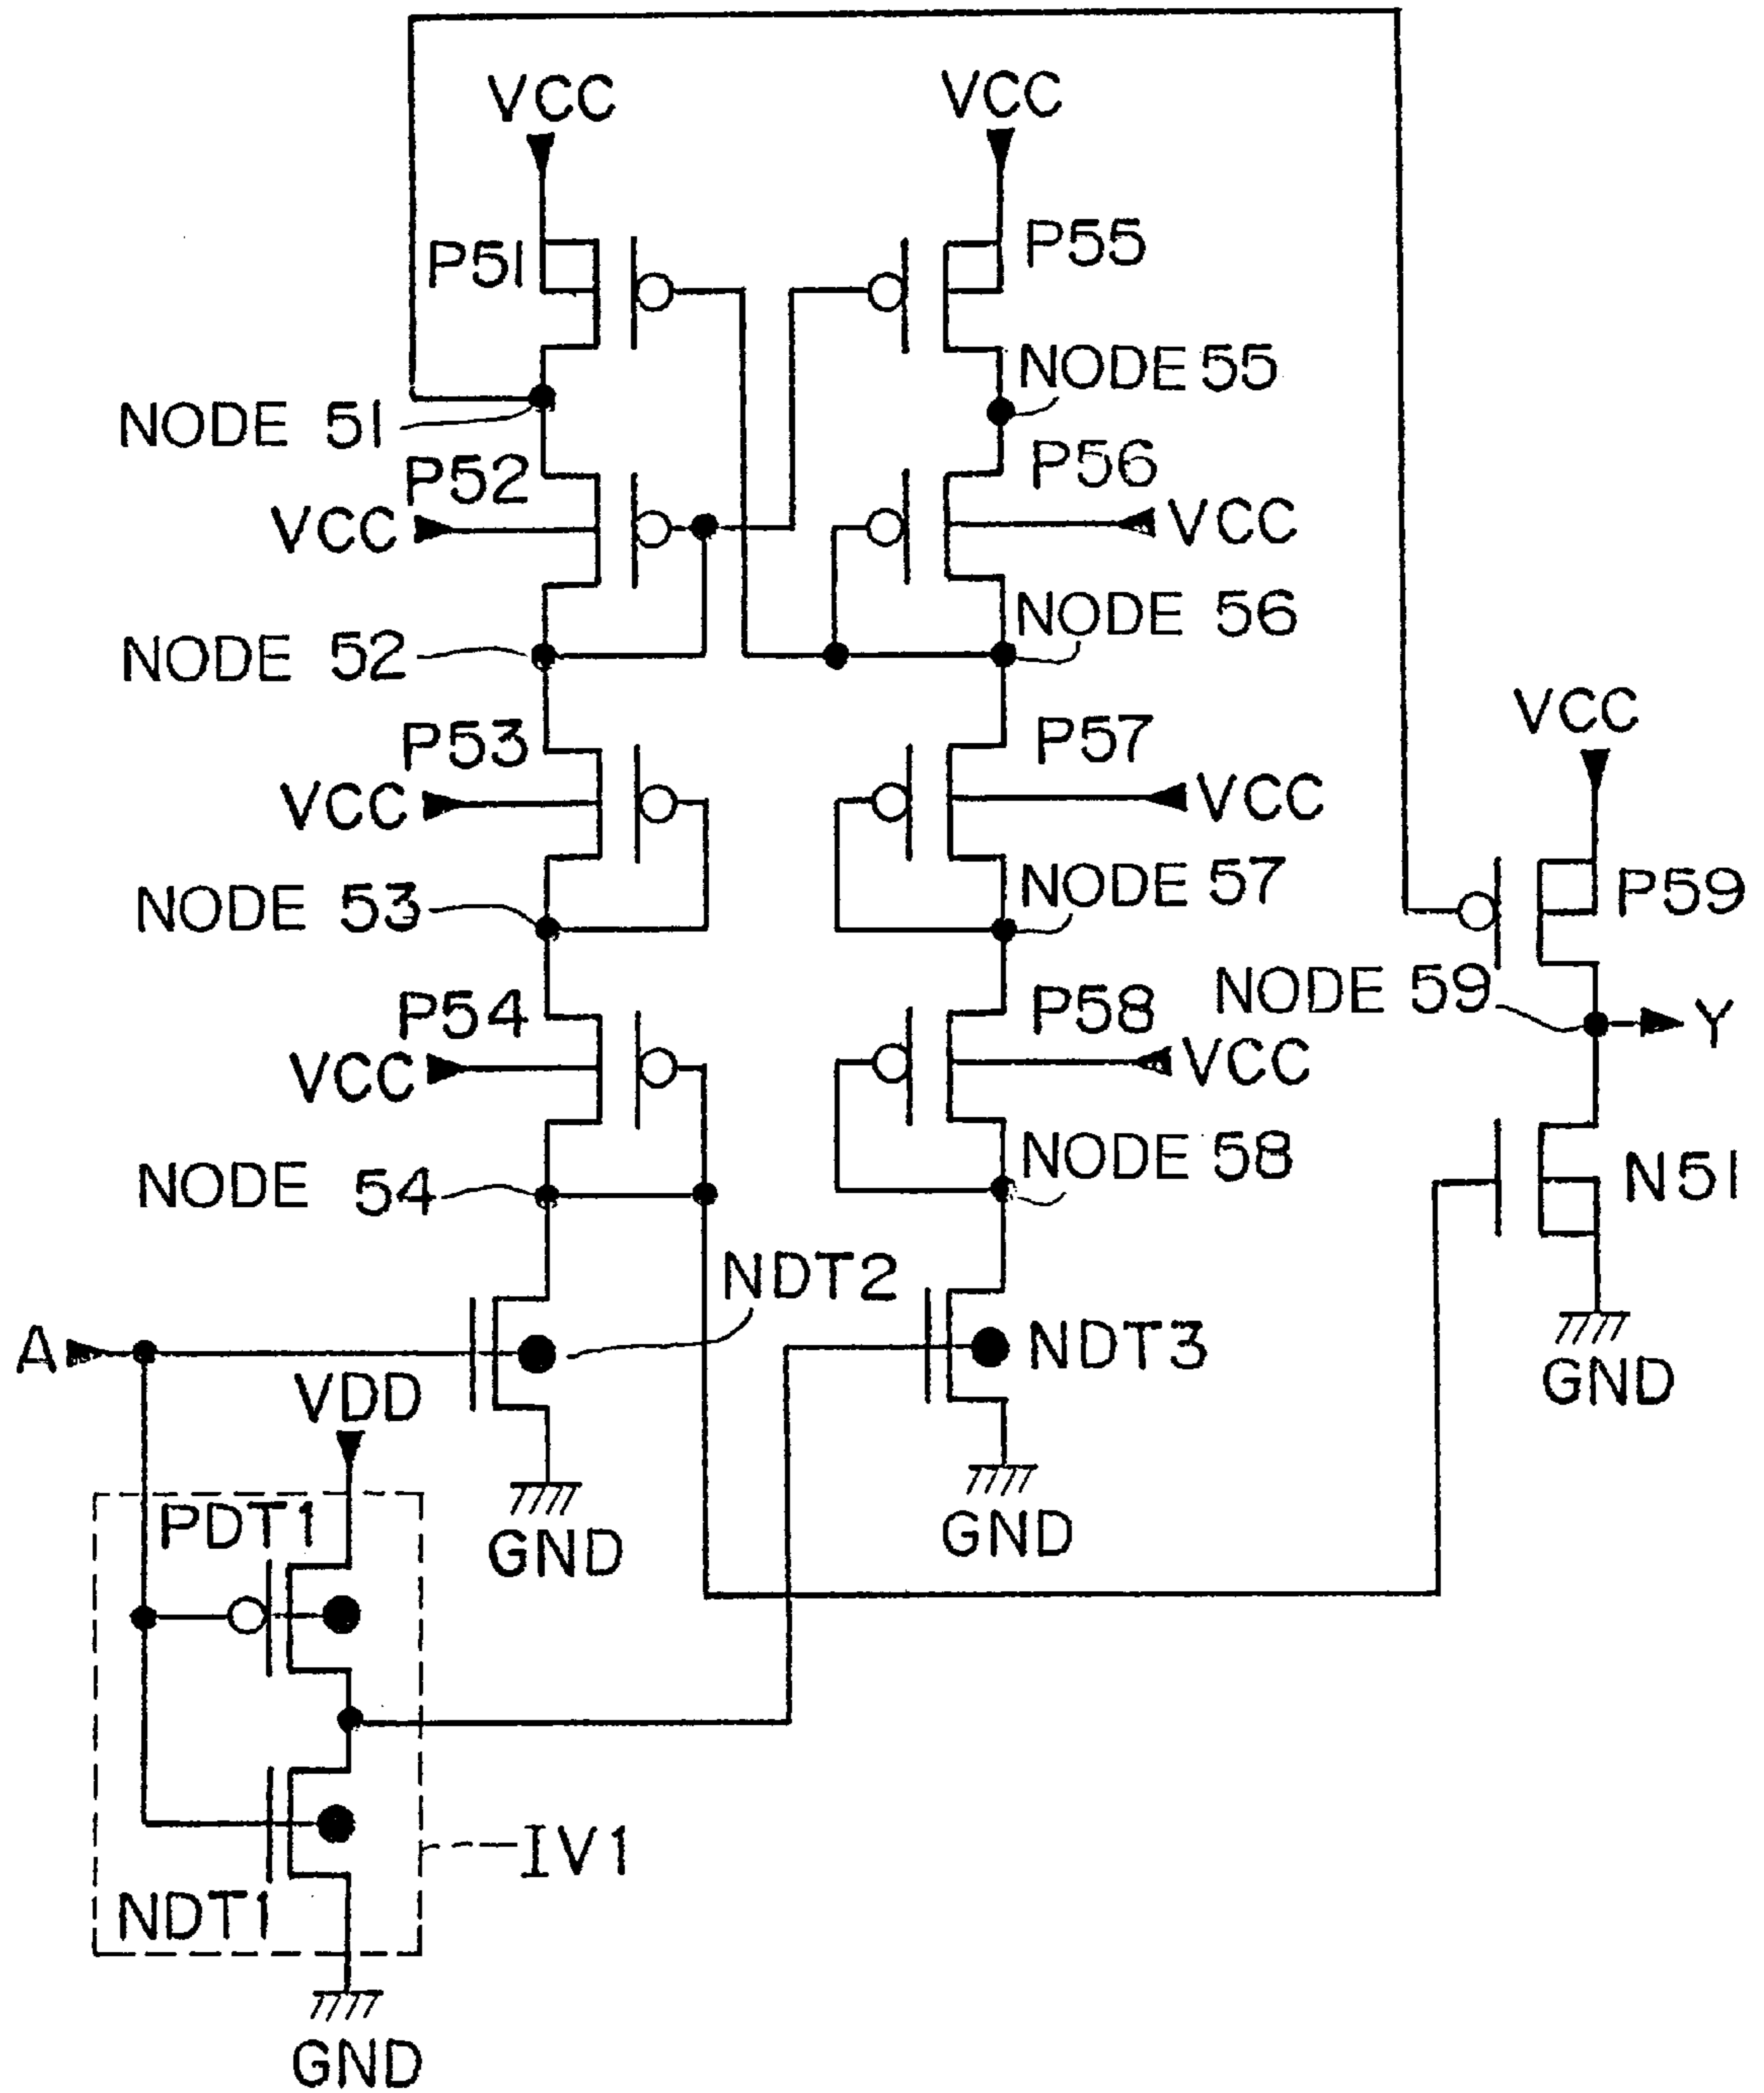 VCC
VCC
P51
P55
NODE 51
NODE 55
P52
P56
VCC
VCC
NODE 52
NODE 56
P53
P57
VCC
VCC
VCC
NODE 53
NODE 57
P59
P54
P58
NODE 59
Y
VCC
VCC
NODE 54
NODE 58
N51
NDT2
A
NDT3
VDD
GND
PDT1
GND
GND
IV1
NDT1
GND